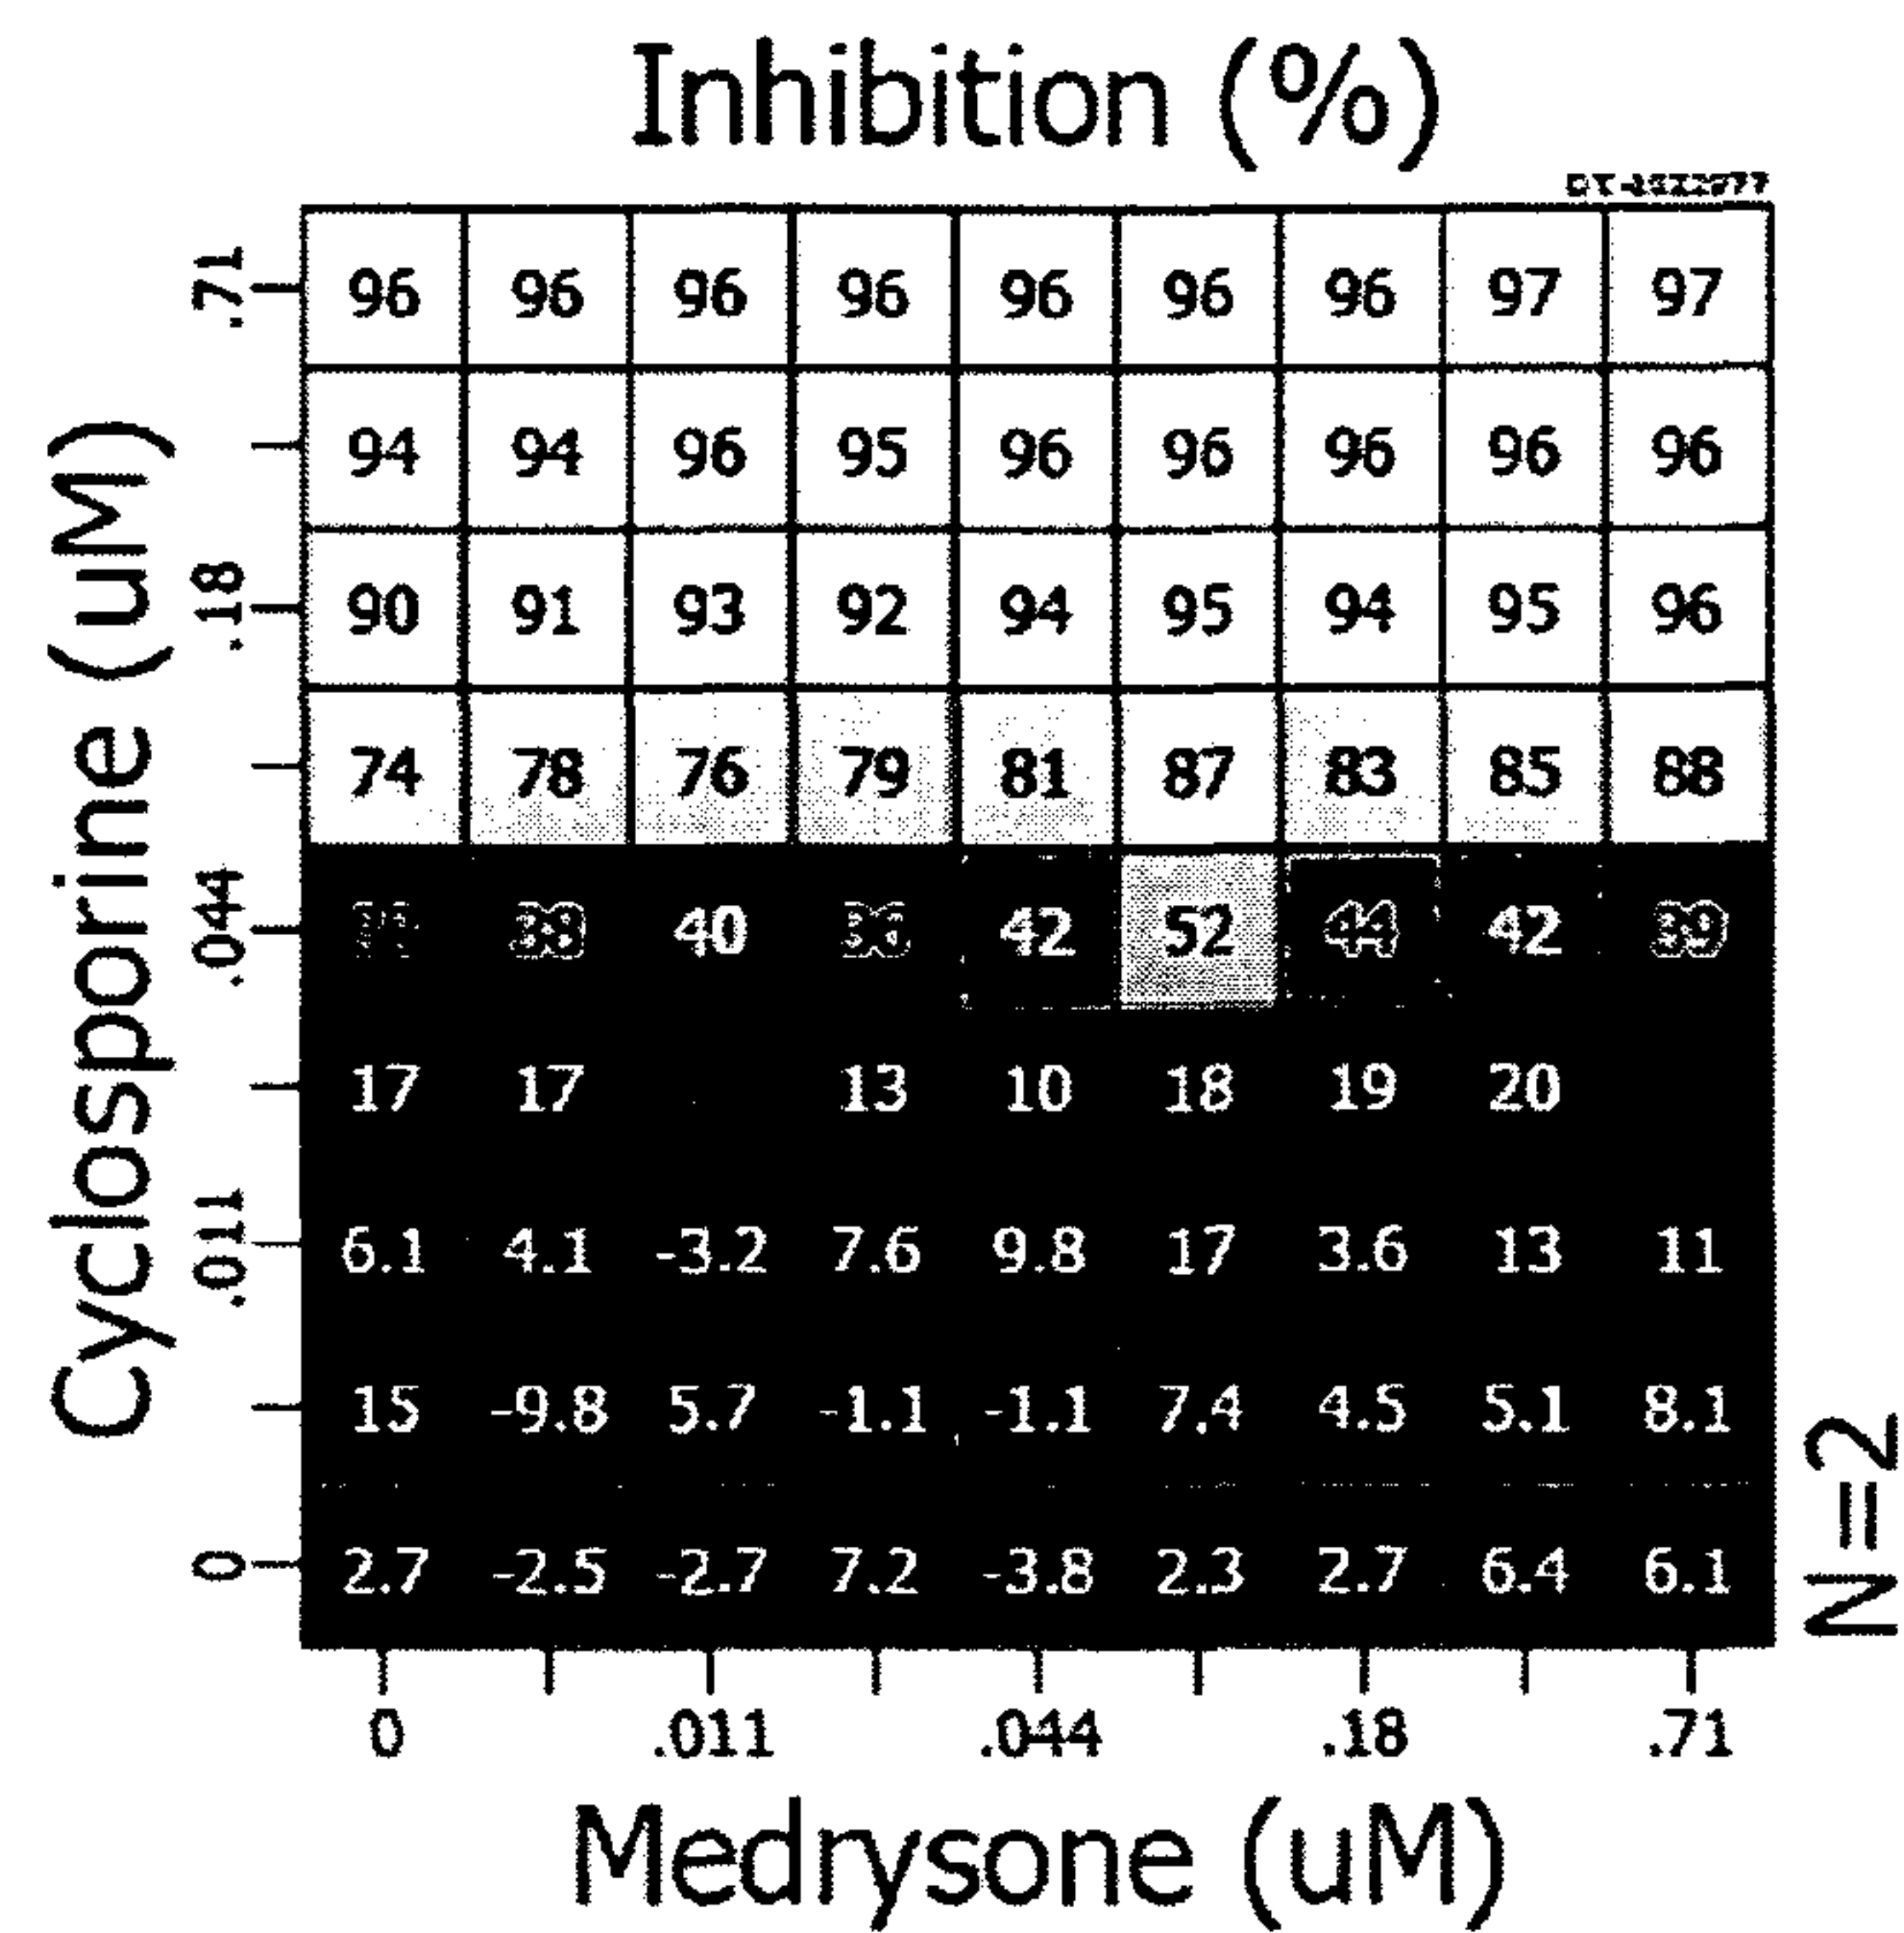 Inhibition (%)
Cyclosporine (uM)
.71 96 96 96 96 96 96 96 97 97
94 94 96 95 96 96 96 96 96
.18 90 91 93 92 94 95 94 95 96
74 78 76 79 81 87 83 85 88
.044 38 40 42 52 44 42 39
17 17 13 10 18 19 20
.011 6.1 4.1 -3.2 7.6 9.8 17 3.6 13 11
15 -9.8 5.7 -1.1 -1.1 7.4 4.5 5.1 8.1
0 2.7 -2.5 -2.7 7.2 -3.8 2.3 2.7 6.4 6.1
0 .011 .044 .18 .71
Medrysone (uM)
N=2